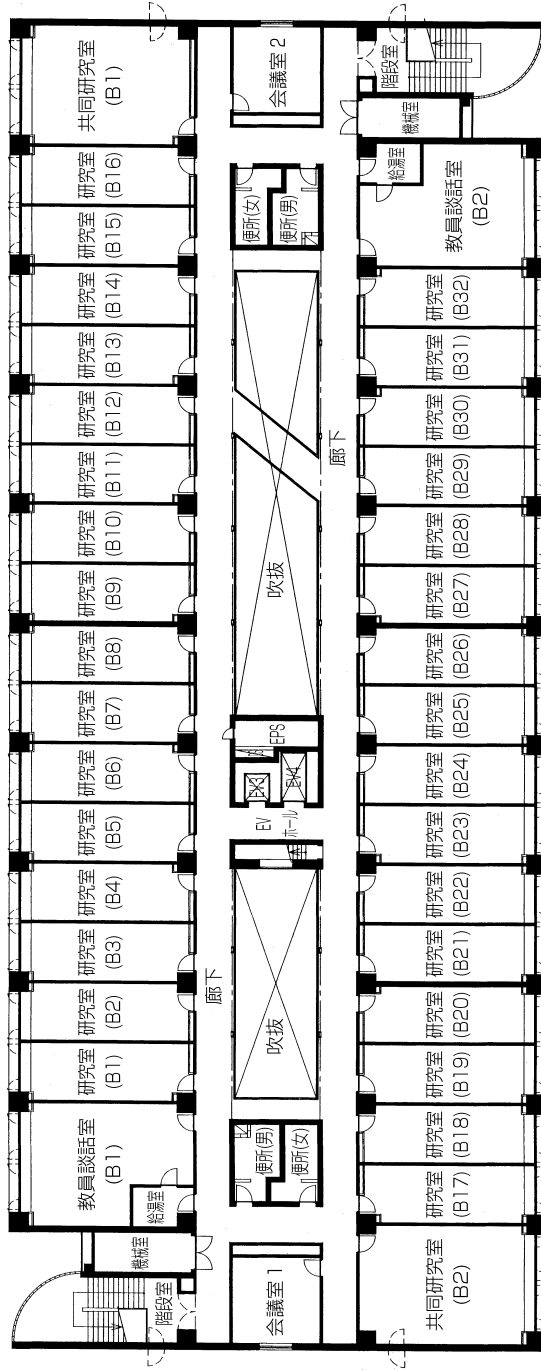 共同研究室
(B1)
研究室
(B16)
研究室
(B15)
研究室
(B14)
研究室
(B13)
研究室
(B12)
研究室
(B11)
研究室
(B10)
研究室
(B9)
研究室
(B8)
研究室
(B7)
研究室
(B6)
研究室
(B5)
研究室
(B4)
研究室
(B3)
研究室
(B2)
研究室
(B1)
教員談話室
(B1)
給湯室
機械室
階段室
会議室 2
便所(女)
便所(男)
吹抜
廊下
EPS
EV3
EV4
EV
ホール
廊下
吹抜
便所(男)
便所(女)
会議室 1
階段室
機械室
給湯室
教員談話室
(B2)
研究室
(B32)
研究室
(B31)
研究室
(B30)
研究室
(B29)
研究室
(B28)
研究室
(B27)
研究室
(B26)
研究室
(B25)
研究室
(B24)
研究室
(B23)
研究室
(B22)
研究室
(B21)
研究室
(B20)
研究室
(B19)
研究室
(B18)
研究室
(B17)
共同研究室
(B2)